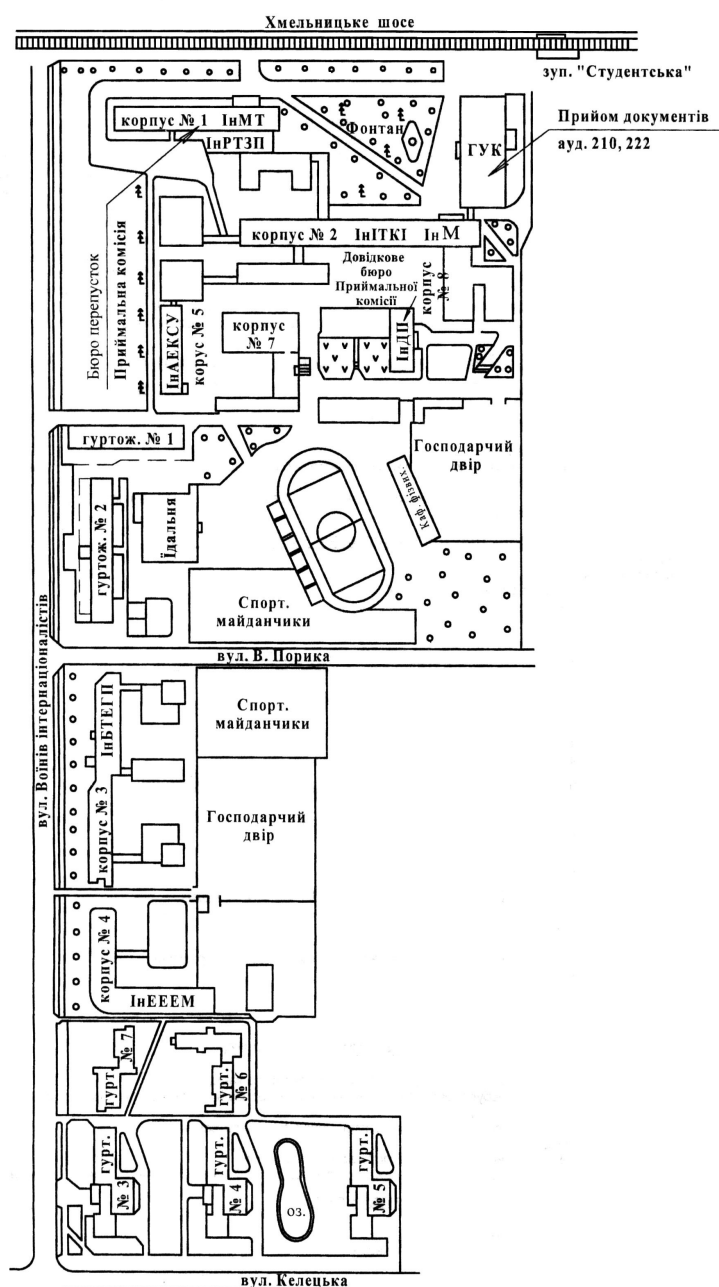 Хмельницьке шосе
зуп. "Студентська"
корпус № 1 ІнМТ
ІнРТЗП
Фонтан
ГУК
Прийом документів
ауд. 210, 222
корпус № 2 ІнІТКІ ІнМ
Довідкове
бюро
Приймальної
комісії
корпус
№ 8
Бюро перепусток
Приймальна комісія
ІнАЕКСУ
корус № 5
корпус
№ 7
ІнДП
гуртож. № 1
Господарчий
двір
Каф. фізвих.
гуртож. № 2
Їдальня
Спорт.
майданчики
вул. В. Порика
вул. Воїнів інтернаціоналістів
ІнБТЕГП
корпус № 3
Спорт.
майданчики
Господарчий
двір
корпус № 4
ІнЕЕЕМ
гурт.
№ 7
гурт.
№ 6
гурт.
№ 3
гурт.
№ 4
оз.
гурт.
№ 5
вул. Келецька